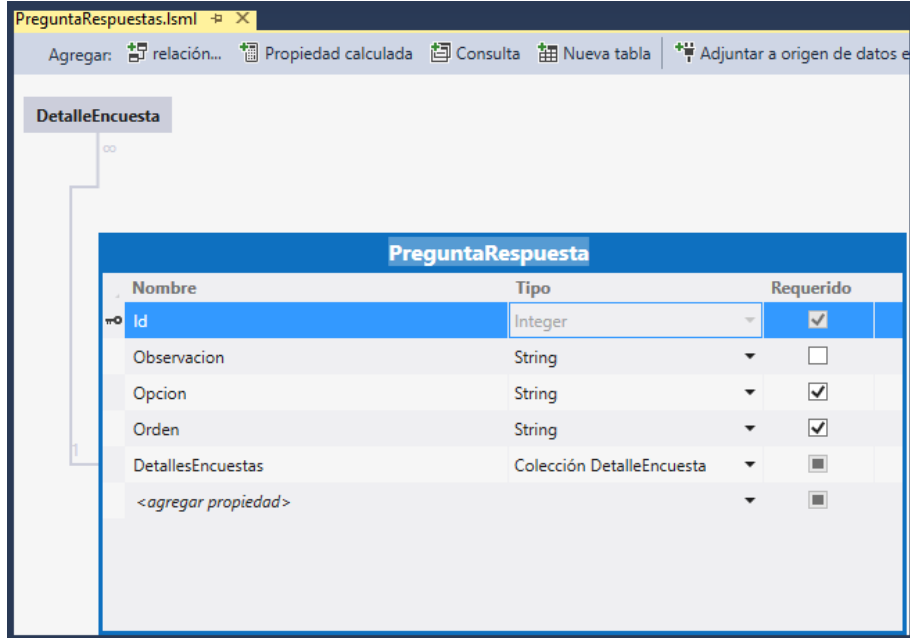 PreguntaRespuestas.lsml
Agregar: relación... Propiedad calculada Consulta Nueva tabla Adjuntar a origen de datos e
DetalleEncuesta
∞
PreguntaRespuesta
Nombre Tipo Requerido
Id Integer
Observacion String
Opcion String
Orden String
1
DetallesEncuestas Colección DetalleEncuesta
<agregar propiedad>